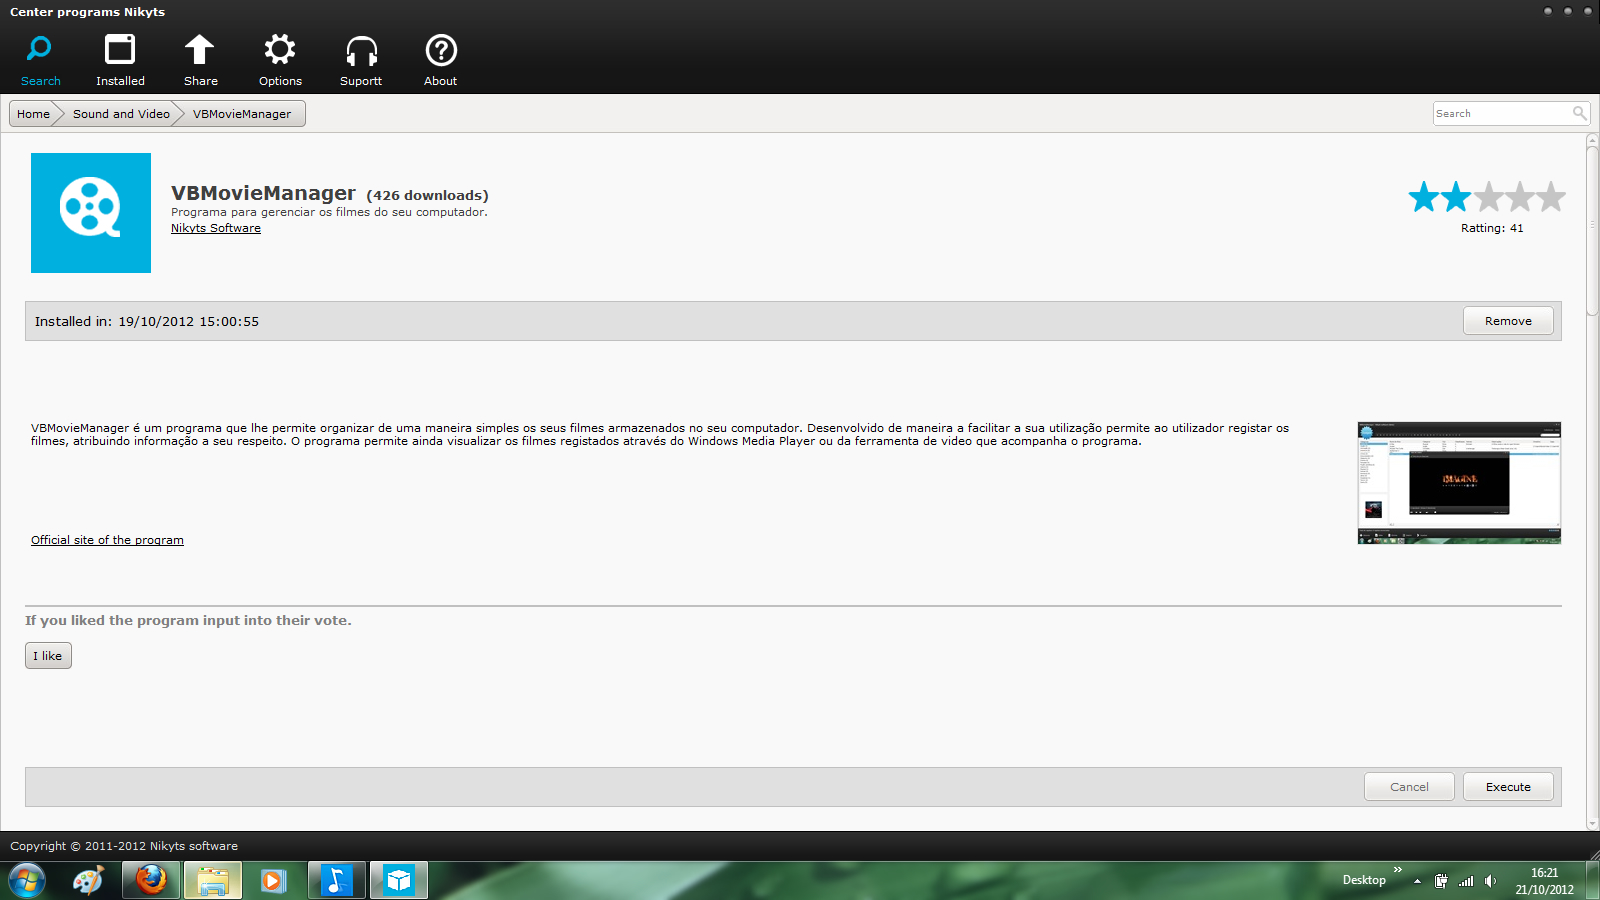 Center programs Nikyts
Search
Installed
Share
Options
Suportt
About
Home
Sound and Video
VBMovieManager
Search
VBMovieManager (426 downloads)
Programa para gerenciar os filmes do seu computador.
Nikyts Software
Ratting: 41
Installed in: 19/10/2012 15:00:55
Remove
VBMovieManager é um programa que lhe permite organizar de uma maneira simples os seus filmes armazenados no seu computador. Desenvolvido de maneira a facilitar a sua utilização permite ao utilizador registar os
filmes, atribuindo informação a seu respeito. O programa permite ainda visualizar os filmes registados através do Windows Media Player ou da ferramenta de video que acompanha o programa.
IMAGINE
Official site of the program
If you liked the program input into their vote.
I like
Cancel
Execute
Copyright © 2011-2012 Nikyts software
Desktop
16:21
21/10/2012